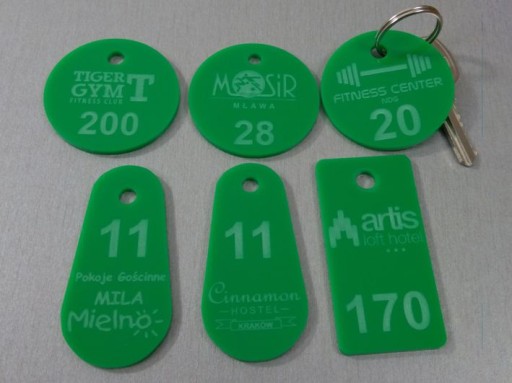 TIGER
GYM T
FITNESS CLUB
200
MOSiR
MŁAWA
28
FITNESS CENTER
NDG
20
11
Pokoje Gościnne
MILA
Mielno
11
Cinnamon
HOSTEL
KRAKÓW
artis
loft hotel
170